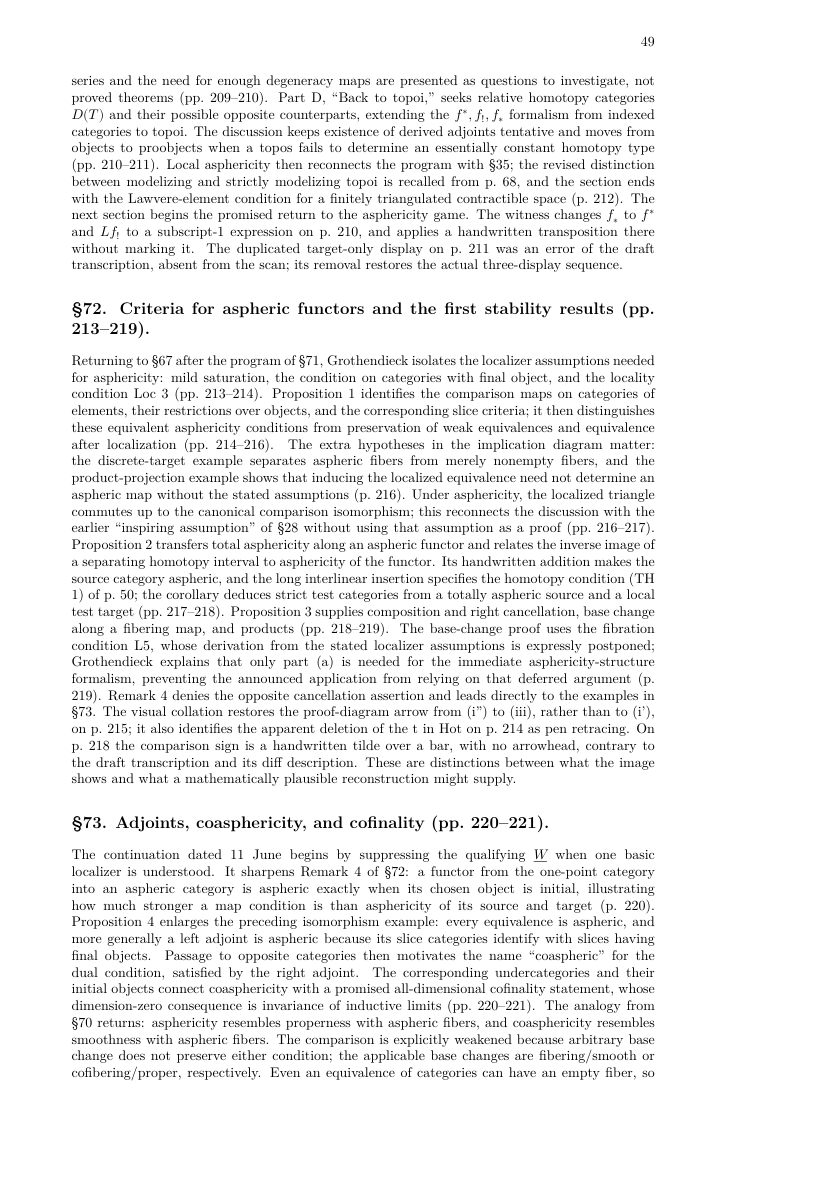 49
series and the need for enough degeneracy maps are presented as questions to investigate, not
proved theorems (pp. 209–210). Part D, “Back to topoi,” seeks relative homotopy categories
D(T) and their possible opposite counterparts, extending the f*, f!, f∗ formalism from indexed
categories to topoi. The discussion keeps existence of derived adjoints tentative and moves from
objects to proobjects when a topos fails to determine an essentially constant homotopy type
(pp. 210–211). Local asphericity then reconnects the program with §35; the revised distinction
between modelizing and strictly modelizing topoi is recalled from p. 68, and the section ends
with the Lawvere-element condition for a finitely triangulated contractible space (p. 212). The
next section begins the promised return to the asphericity game. The witness changes f∗ to f*
and Lf! to a subscript-1 expression on p. 210, and applies a handwritten transposition there
without marking it. The duplicated target-only display on p. 211 was an error of the draft
transcription, absent from the scan; its removal restores the actual three-display sequence.
§72. Criteria for aspheric functors and the first stability results (pp.
213–219).
Returning to §67 after the program of §71, Grothendieck isolates the localizer assumptions needed
for asphericity: mild saturation, the condition on categories with final object, and the locality
condition Loc 3 (pp. 213–214). Proposition 1 identifies the comparison maps on categories of
elements, their restrictions over objects, and the corresponding slice criteria; it then distinguishes
these equivalent asphericity conditions from preservation of weak equivalences and equivalence
after localization (pp. 214–216). The extra hypotheses in the implication diagram matter:
the discrete-target example separates aspheric fibers from merely nonempty fibers, and the
product-projection example shows that inducing the localized equivalence need not determine an
aspheric map without the stated assumptions (p. 216). Under asphericity, the localized triangle
commutes up to the canonical comparison isomorphism; this reconnects the discussion with the
earlier “inspiring assumption” of §28 without using that assumption as a proof (pp. 216–217).
Proposition 2 transfers total asphericity along an aspheric functor and relates the inverse image of
a separating homotopy interval to asphericity of the functor. Its handwritten addition makes the
source category aspheric, and the long interlinear insertion specifies the homotopy condition (TH
1) of p. 50; the corollary deduces strict test categories from a totally aspheric source and a local
test target (pp. 217–218). Proposition 3 supplies composition and right cancellation, base change
along a fibering map, and products (pp. 218–219). The base-change proof uses the fibration
condition L5, whose derivation from the stated localizer assumptions is expressly postponed;
Grothendieck explains that only part (a) is needed for the immediate asphericity-structure
formalism, preventing the announced application from relying on that deferred argument (p.
219). Remark 4 denies the opposite cancellation assertion and leads directly to the examples in
§73. The visual collation restores the proof-diagram arrow from (i”) to (iii), rather than to (i’),
on p. 215; it also identifies the apparent deletion of the t in Hot on p. 214 as pen retracing. On
p. 218 the comparison sign is a handwritten tilde over a bar, with no arrowhead, contrary to
the draft transcription and its diff description. These are distinctions between what the image
shows and what a mathematically plausible reconstruction might supply.
§73. Adjoints, coasphericity, and cofinality (pp. 220–221).
The continuation dated 11 June begins by suppressing the qualifying W when one basic
localizer is understood. It sharpens Remark 4 of §72: a functor from the one-point category
into an aspheric category is aspheric exactly when its chosen object is initial, illustrating
how much stronger a map condition is than asphericity of its source and target (p. 220).
Proposition 4 enlarges the preceding isomorphism example: every equivalence is aspheric, and
more generally a left adjoint is aspheric because its slice categories identify with slices having
final objects. Passage to opposite categories then motivates the name “coaspheric” for the
dual condition, satisfied by the right adjoint. The corresponding undercategories and their
initial objects connect coasphericity with a promised all-dimensional cofinality statement, whose
dimension-zero consequence is invariance of inductive limits (pp. 220–221). The analogy from
§70 returns: asphericity resembles properness with aspheric fibers, and coasphericity resembles
smoothness with aspheric fibers. The comparison is explicitly weakened because arbitrary base
change does not preserve either condition; the applicable base changes are fibering/smooth or
cofibering/proper, respectively. Even an equivalence of categories can have an empty fiber, so